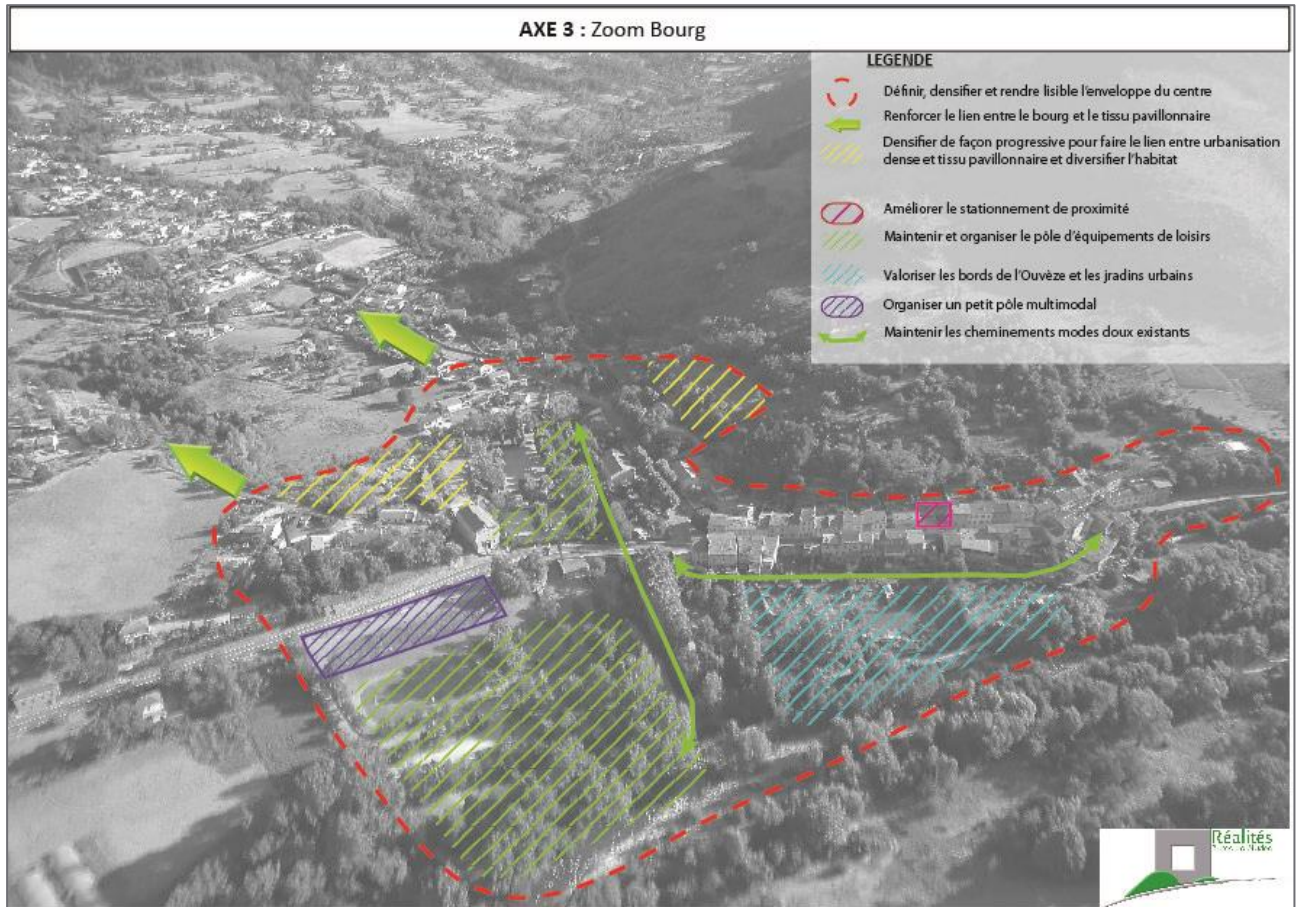 AXE 3 : Zoom Bourg
LEGENDE
Définir, densifier et rendre lisible l'enveloppe du centre
Renforcer le lien entre le bourg et le tissu pavillonnaire
Densifier de façon progressive pour faire le lien entre urbanisation
dense et tissu pavillonnaire et diversifier l'habitat
Améliorer le stationnement de proximité
Maintenir et organiser le pôle d'équipements de loisirs
Valoriser les bords de l'Ouvèze et les jradins urbains
Organiser un petit pôle multimodal
Maintenir les cheminements modes doux existants
Réalités